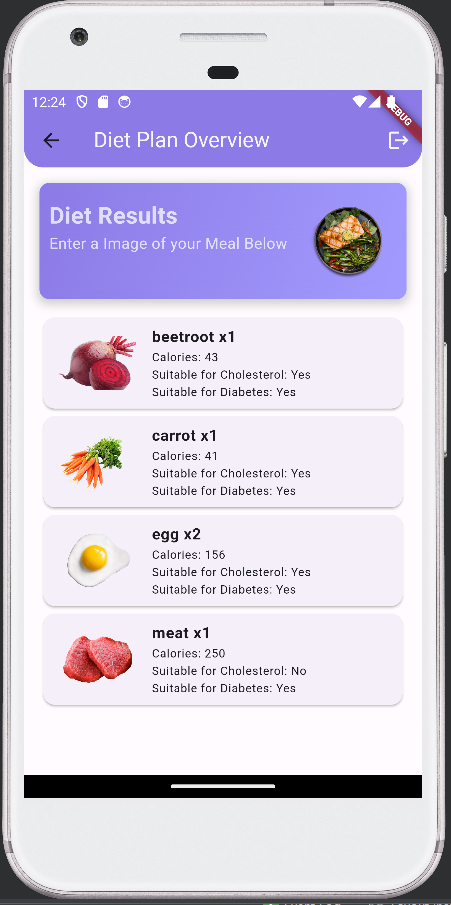 12:24
DEBUG
Diet Plan Overview
Diet Results
Enter a Image of your Meal Below
beetroot x1
Calories: 43
Suitable for Cholesterol: Yes
Suitable for Diabetes: Yes
carrot x1
Calories: 41
Suitable for Cholesterol: Yes
Suitable for Diabetes: Yes
egg x2
Calories: 156
Suitable for Cholesterol: Yes
Suitable for Diabetes: Yes
meat x1
Calories: 250
Suitable for Cholesterol: No
Suitable for Diabetes: Yes